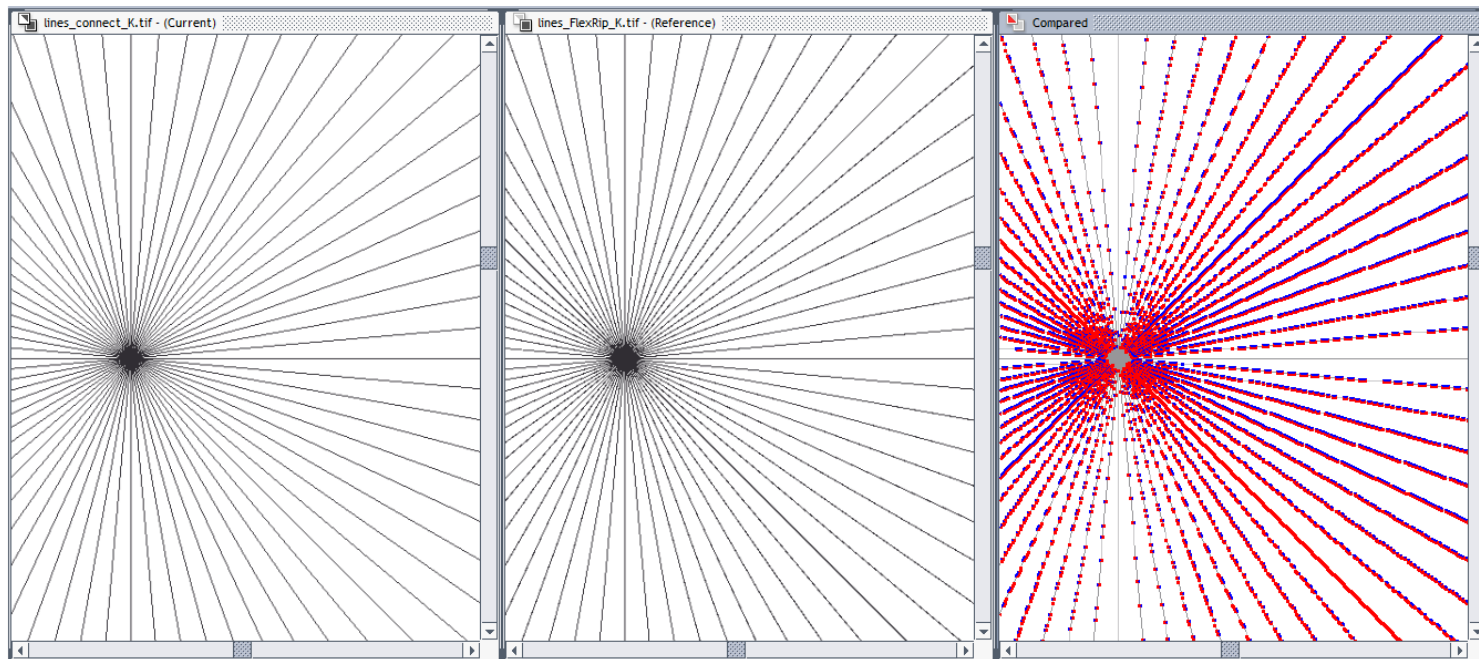 lines_connect_K.tif - (Current)
lines_FlexRip_K.tif - (Reference)
Compared